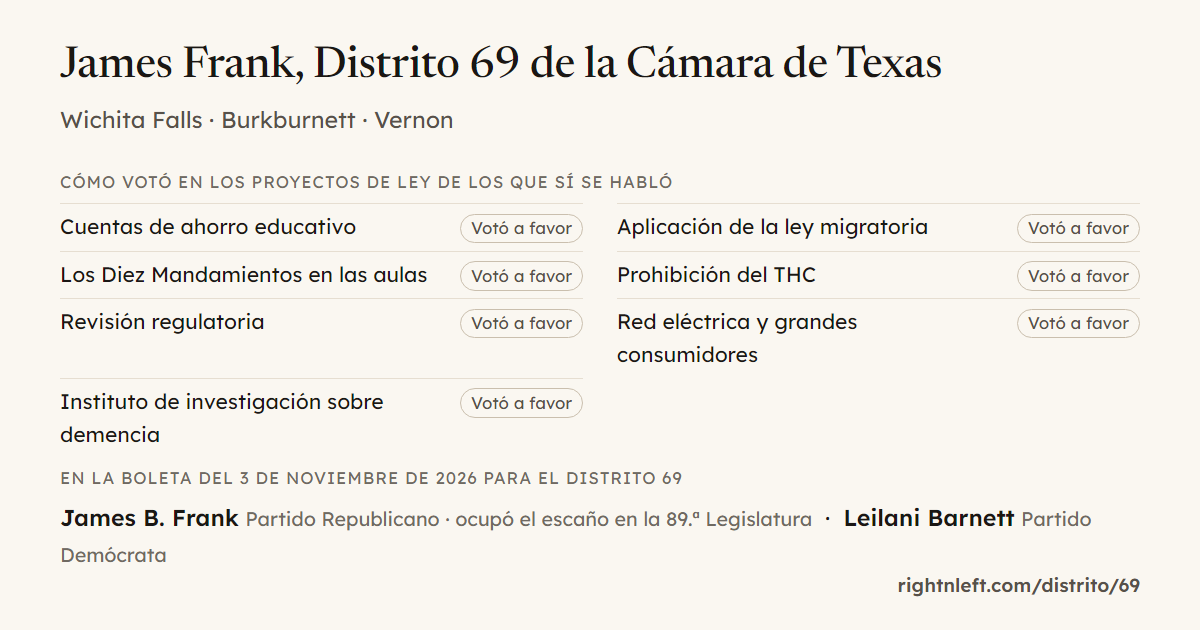 James Frank, Distrito 69 de la Cámara de Texas
Wichita Falls · Burkburnett · Vernon
CÓMO VOTÓ EN LOS PROYECTOS DE LEY DE LOS QUE SÍ SE HABLÓ
Cuentas de ahorro educativo Votó a favor
Aplicación de la ley migratoria Votó a favor
Los Diez Mandamientos en las aulas Votó a favor
Prohibición del THC Votó a favor
Revisión regulatoria Votó a favor
Red eléctrica y grandes Votó a favor
consumidores
Instituto de investigación sobre Votó a favor
demencia
EN LA BOLETA DEL 3 DE NOVIEMBRE DE 2026 PARA EL DISTRITO 69
James B. Frank Partido Republicano · ocupó el escaño en la 89.ª Legislatura · Leilani Barnett Partido
Demócrata
rightnleft.com/distrito/69